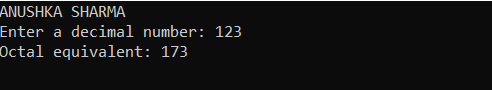 ANUSHKA SHARMA
Enter a decimal number: 123
Octal equivalent: 173